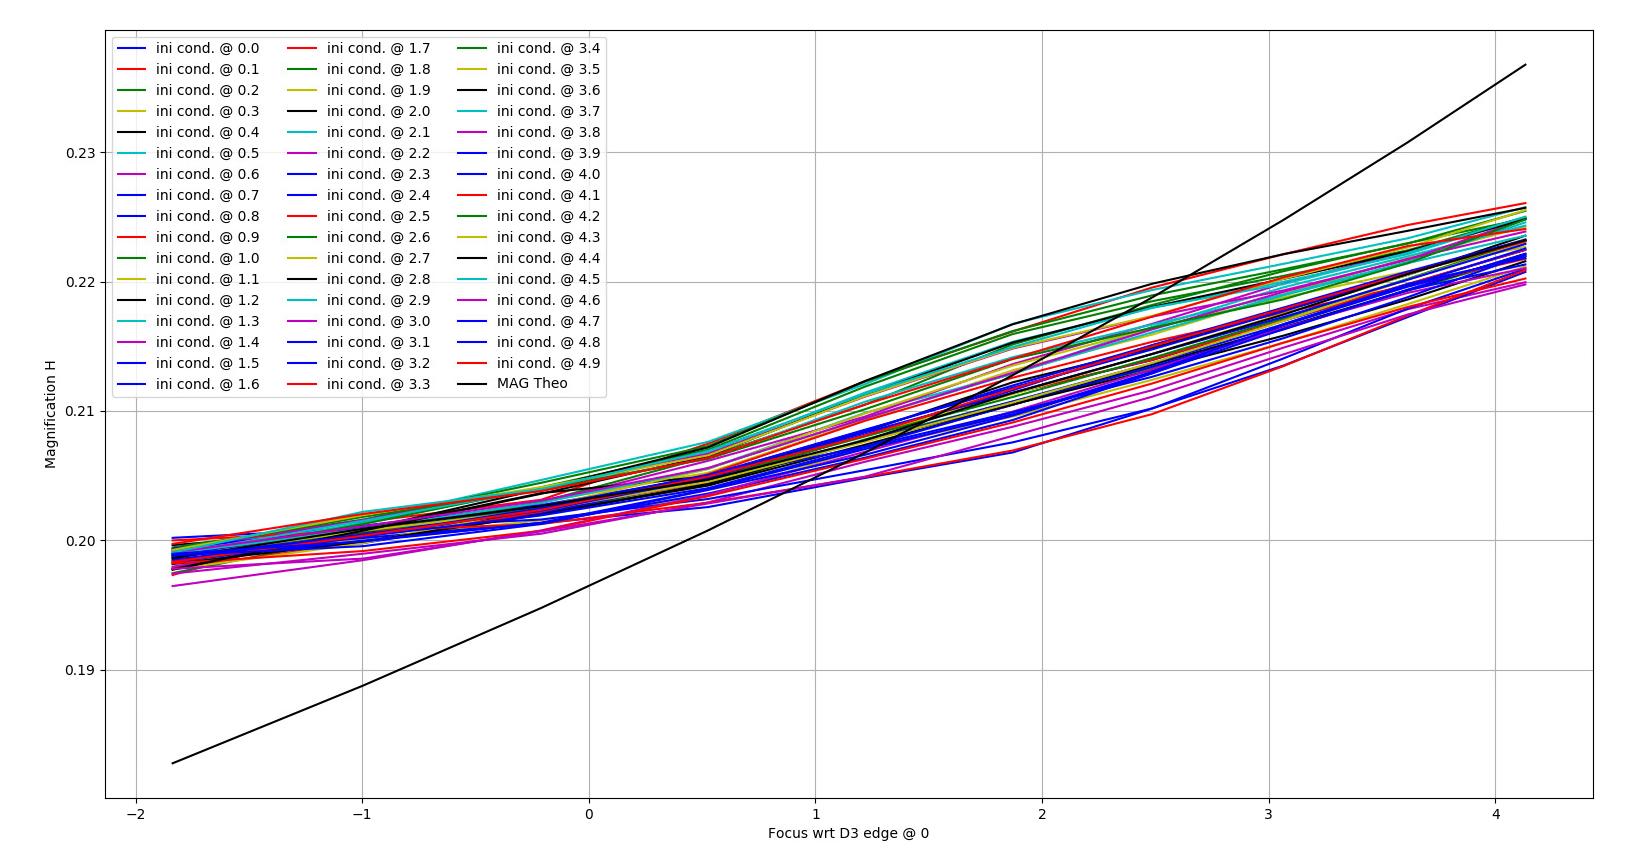 ini cond. @ 0.0
ini cond. @ 0.1
ini cond. @ 0.2
ini cond. @ 0.3
ini cond. @ 0.4
ini cond. @ 0.5
ini cond. @ 0.6
ini cond. @ 0.7
ini cond. @ 0.8
ini cond. @ 0.9
ini cond. @ 1.0
ini cond. @ 1.1
ini cond. @ 1.2
ini cond. @ 1.3
ini cond. @ 1.4
ini cond. @ 1.5
ini cond. @ 1.6
ini cond. @ 1.7
ini cond. @ 1.8
ini cond. @ 1.9
ini cond. @ 2.0
ini cond. @ 2.1
ini cond. @ 2.2
ini cond. @ 2.3
ini cond. @ 2.4
ini cond. @ 2.5
ini cond. @ 2.6
ini cond. @ 2.7
ini cond. @ 2.8
ini cond. @ 2.9
ini cond. @ 3.0
ini cond. @ 3.1
ini cond. @ 3.2
ini cond. @ 3.3
ini cond. @ 3.4
ini cond. @ 3.5
ini cond. @ 3.6
ini cond. @ 3.7
ini cond. @ 3.8
ini cond. @ 3.9
ini cond. @ 4.0
ini cond. @ 4.1
ini cond. @ 4.2
ini cond. @ 4.3
ini cond. @ 4.4
ini cond. @ 4.5
ini cond. @ 4.6
ini cond. @ 4.7
ini cond. @ 4.8
ini cond. @ 4.9
MAG Theo
Magnification H
0.23
0.22
0.21
0.20
0.19
−2
−1
0
1
2
3
4
Focus wrt D3 edge @ 0